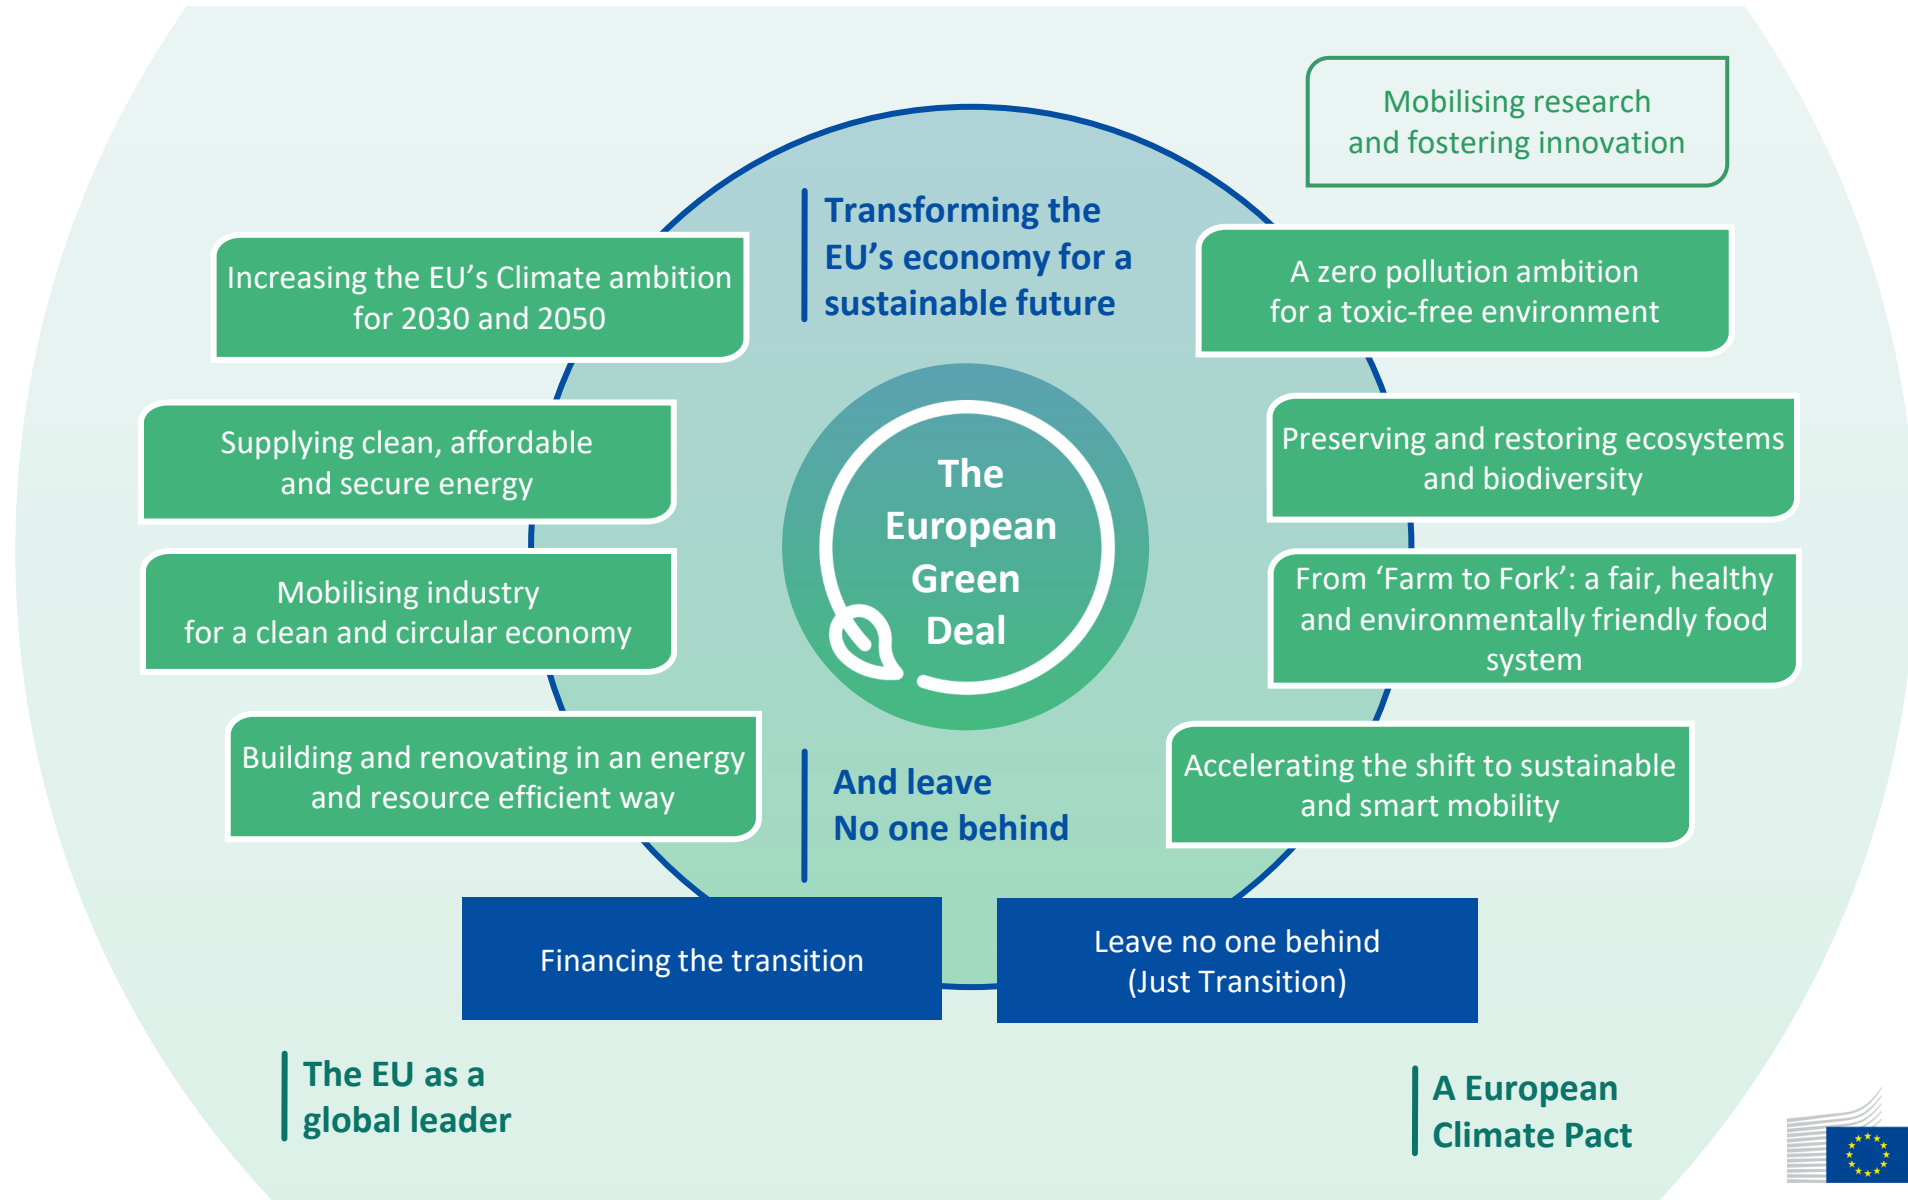 Mobilising research
and fostering innovation
Transforming the
EU’s economy for a
sustainable future
Increasing the EU’s Climate ambition
for 2030 and 2050
A zero pollution ambition
for a toxic-free environment
Supplying clean, affordable
and secure energy
Preserving and restoring ecosystems
and biodiversity
The
European
Green
Deal
Mobilising industry
for a clean and circular economy
From ‘Farm to Fork’: a fair, healthy
and environmentally friendly food
system
Building and renovating in an energy
and resource efficient way
And leave
No one behind
Accelerating the shift to sustainable
and smart mobility
Financing the transition
Leave no one behind
(Just Transition)
The EU as a
global leader
A European
Climate Pact